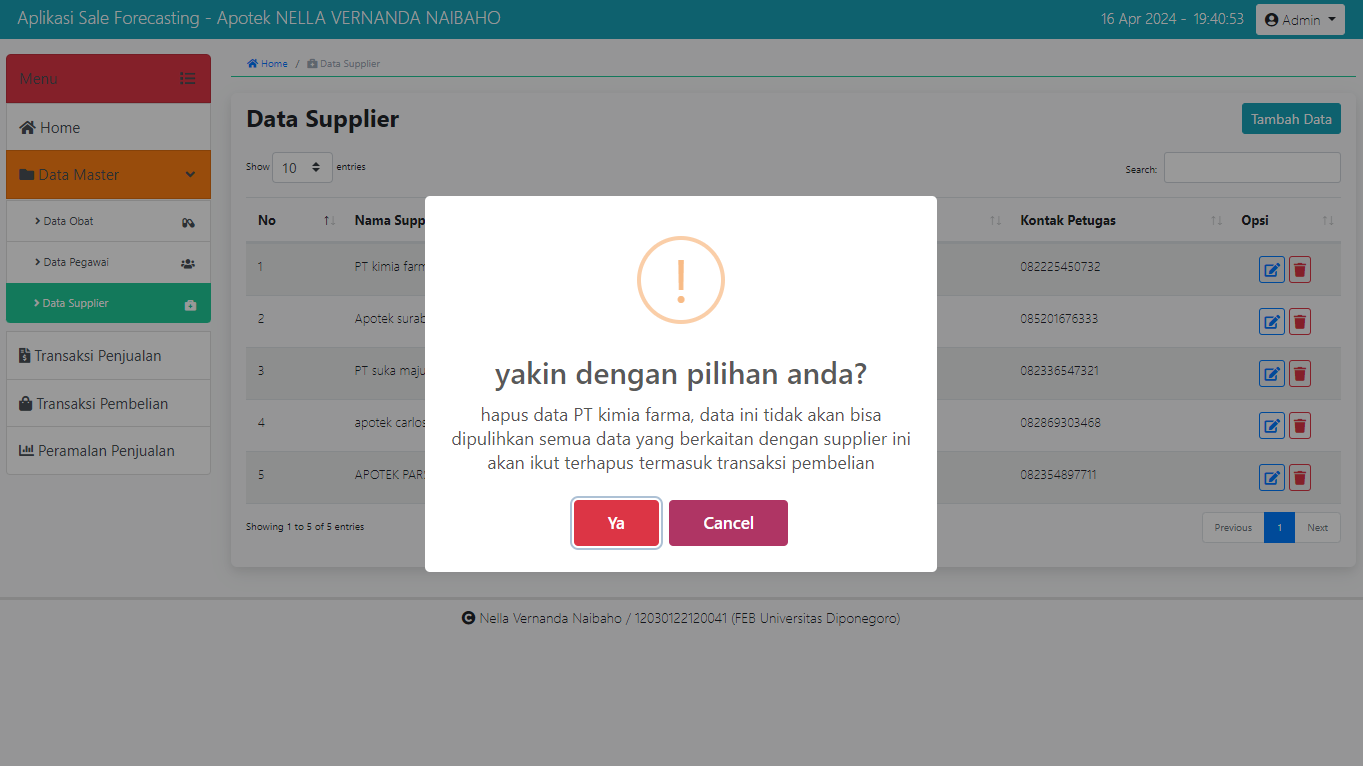 Aplikasi Sale Forecasting - Apotek NELLA VERNANDA NAIBAHO
16 Apr 2024 - 19:40:53
Admin
Menu
Home
Data Master
Data Obat
Data Pegawai
Data Supplier
Transaksi Penjualan
Transaksi Pembelian
Peramalan Penjualan
Home / Data Supplier
Data Supplier
Tambah Data
Show 10 entries
Search:
No Nama Supp Kontak Petugas Opsi
1 PT kimia farm 082225450732
2 Apotek surab 085201676333
3 PT suka maju 082336547321
4 apotek carlos 082869303468
5 APOTEK PAR 082354897711
Showing 1 to 5 of 5 entries
Previous 1 Next
!
yakin dengan pilihan anda?
hapus data PT kimia farma, data ini tidak akan bisa
dipulihkan semua data yang berkaitan dengan supplier ini
akan ikut terhapus termasuk transaksi pembelian
Ya Cancel
Nella Vernanda Naibaho / 12030122120041 (FEB Universitas Diponegoro)